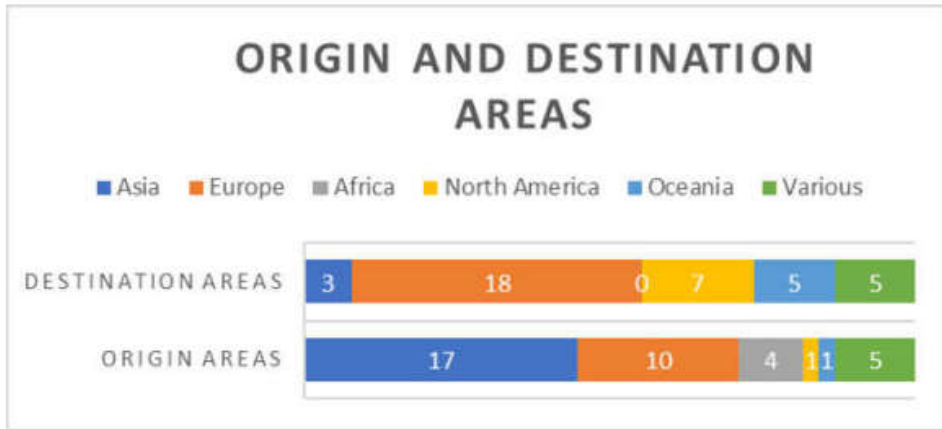 ORIGIN AND DESTINATION
AREAS
Asia Europe Africa North America Oceania Various
DESTINATION AREAS 3 18 0 7 5 5
ORIGIN AREAS 17 10 4 1 1 5